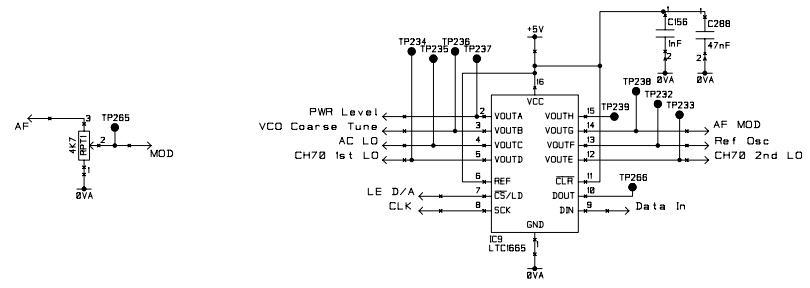 C156
1nF
C288
47nF
1
2
0VA
1
2
0VA
+5V
TP234
TP235
TP236
TP237
TP238
TP239
TP232
TP233
16
VCC
PWR Level
2
VOUTA
VOUTH
15
VCO Coarse Tune
3
VOUTB
VOUTG
14
AF MOD
AC LO
4
VOUTC
VOUTF
13
Ref Osc
CH70 1st LO
5
VOUTD
VOUTE
12
CH70 2nd LO
6
REF
CLR
11
LE D/A
7
CS/LD
DOUT
10
TP266
CLK
8
SCK
DIN
9
Data In
GND
1
IC9
LTC1665
0VA
AF
3
TP265
4K7
RPT1
2
MOD
1
0VA